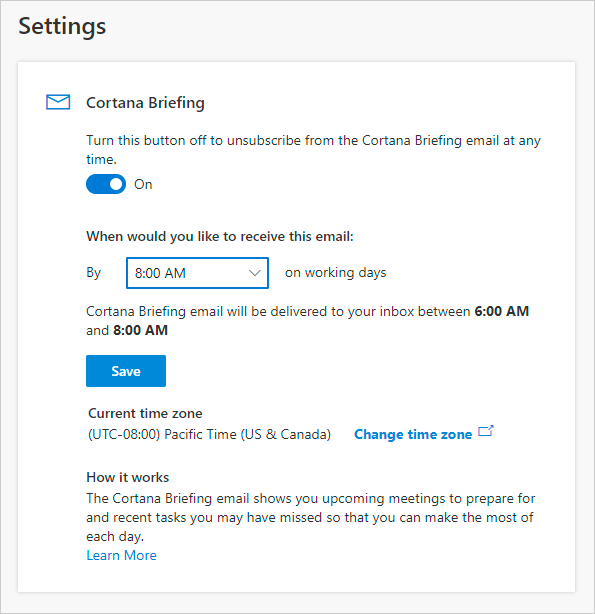 Settings
Cortana Briefing
Turn this button off to unsubscribe from the Cortana Briefing email at any
time.
On
When would you like to receive this email:
By 8:00 AM on working days
Cortana Briefing email will be delivered to your inbox between 6:00 AM
and 8:00 AM
Save
Current time zone
(UTC-08:00) Pacific Time (US & Canada) Change time zone
How it works
The Cortana Briefing email shows you upcoming meetings to prepare for
and recent tasks you may have missed so that you can make the most of
each day.
Learn More